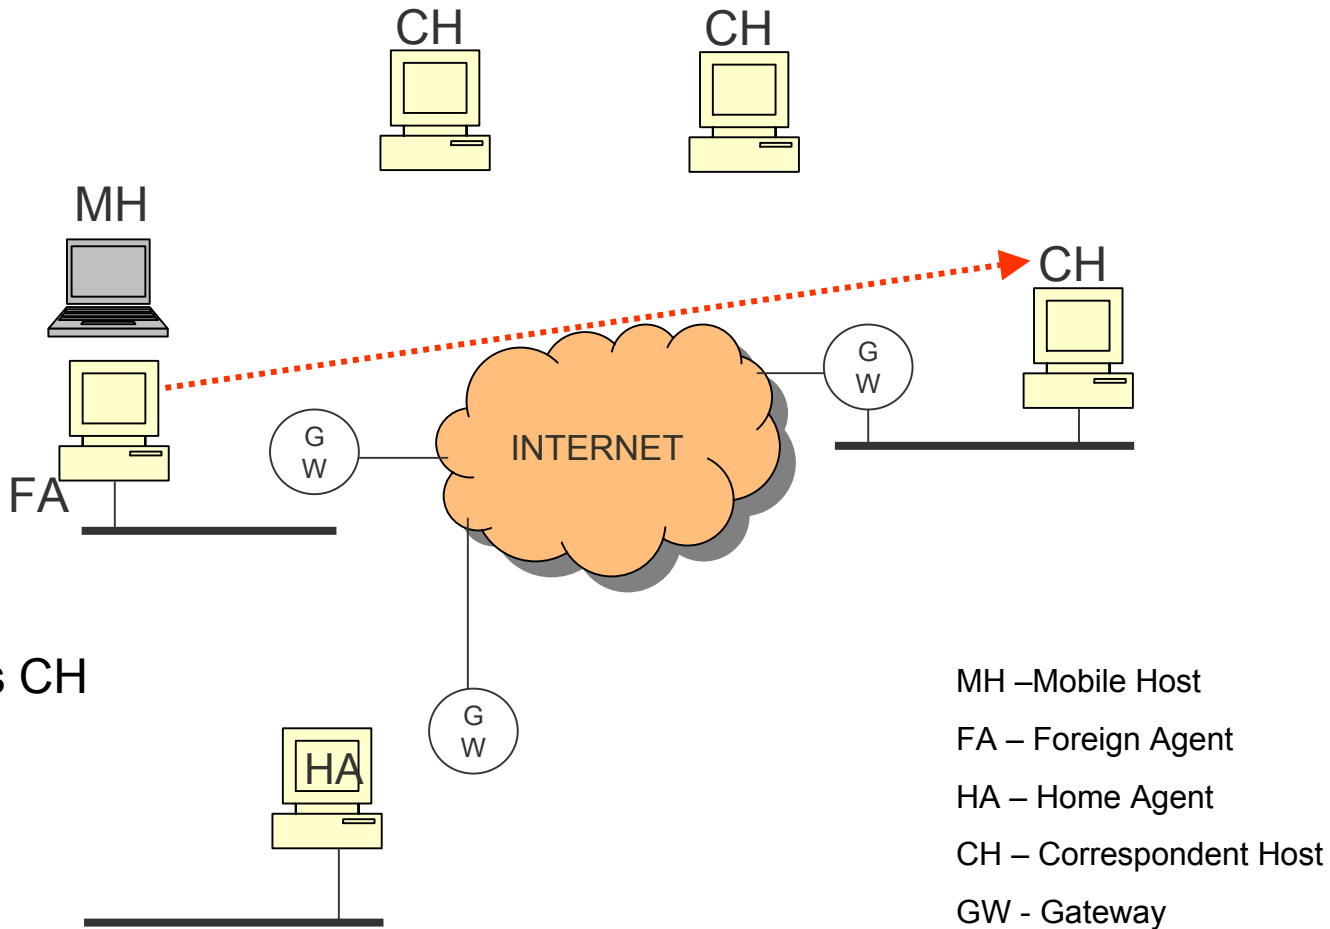 CH
CH
MH
CH
G
W
G
W
INTERNET
FA
s CH
G
W
HA
MH –Mobile Host
FA – Foreign Agent
HA – Home Agent
CH – Correspondent Host
GW - Gateway